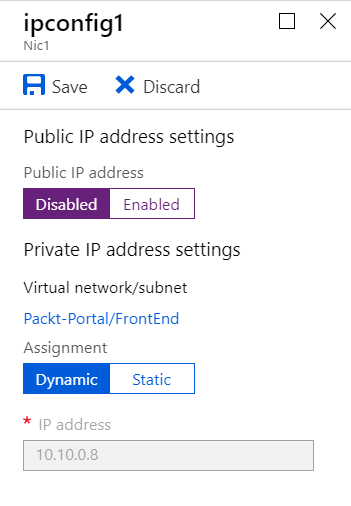 ipconfig1
Nic1
Save Discard
Public IP address settings
Public IP address
Disabled Enabled
Private IP address settings
Virtual network/subnet
Packt-Portal/FrontEnd
Assignment
Dynamic Static
* IP address
10.10.0.8